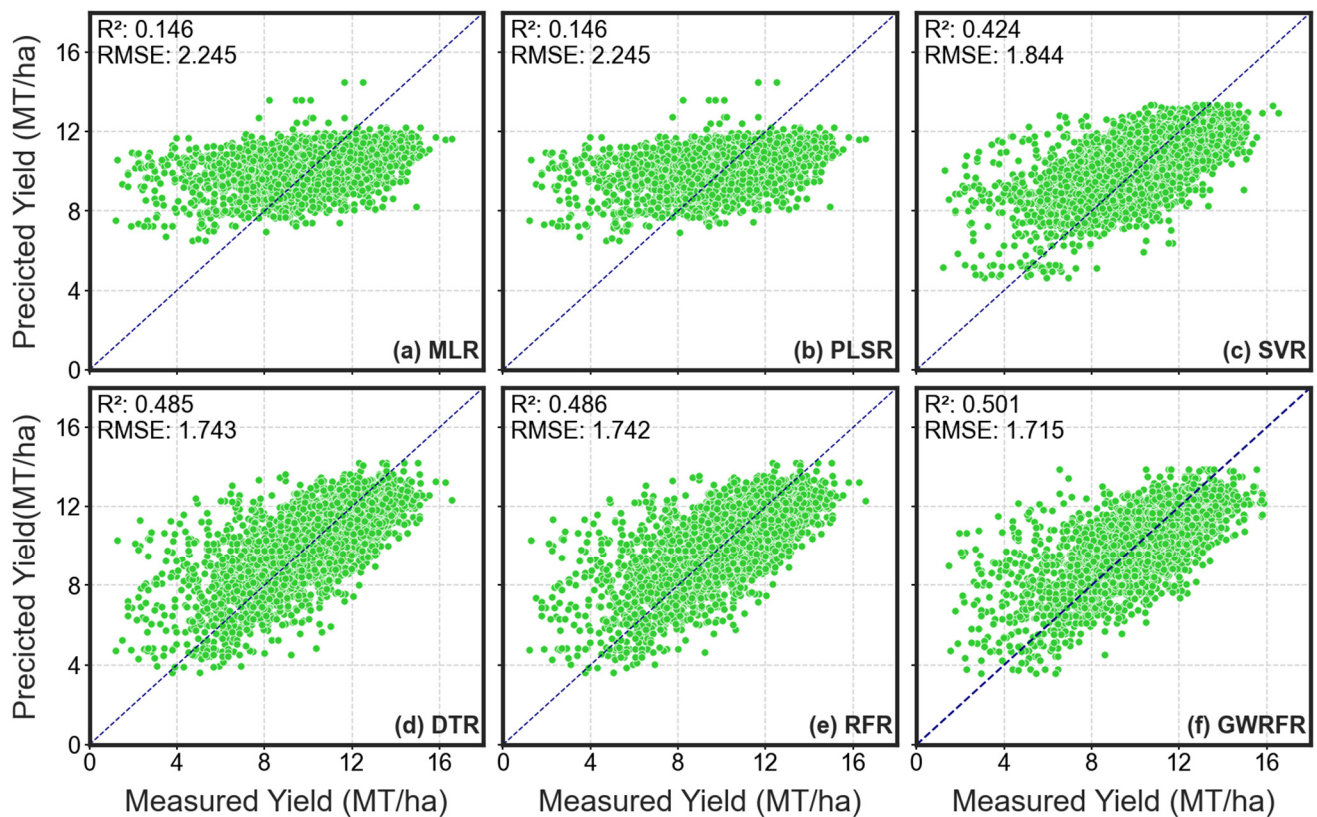 R²: 0.146
RMSE: 2.245
R²: 0.146
RMSE: 2.245
R²: 0.424
RMSE: 1.844
Precicted Yield (MT/ha)
16
12
8
4
0
(a) MLR
(b) PLSR
(c) SVR
R²: 0.485
RMSE: 1.743
R²: 0.486
RMSE: 1.742
R²: 0.501
RMSE: 1.715
Precicted Yield(MT/ha)
16
12
8
4
0
(d) DTR
(e) RFR
(f) GWRFR
0 4 8 12 16
0 4 8 12 16
0 4 8 12 16
Measured Yield (MT/ha)
Measured Yield (MT/ha)
Measured Yield (MT/ha)